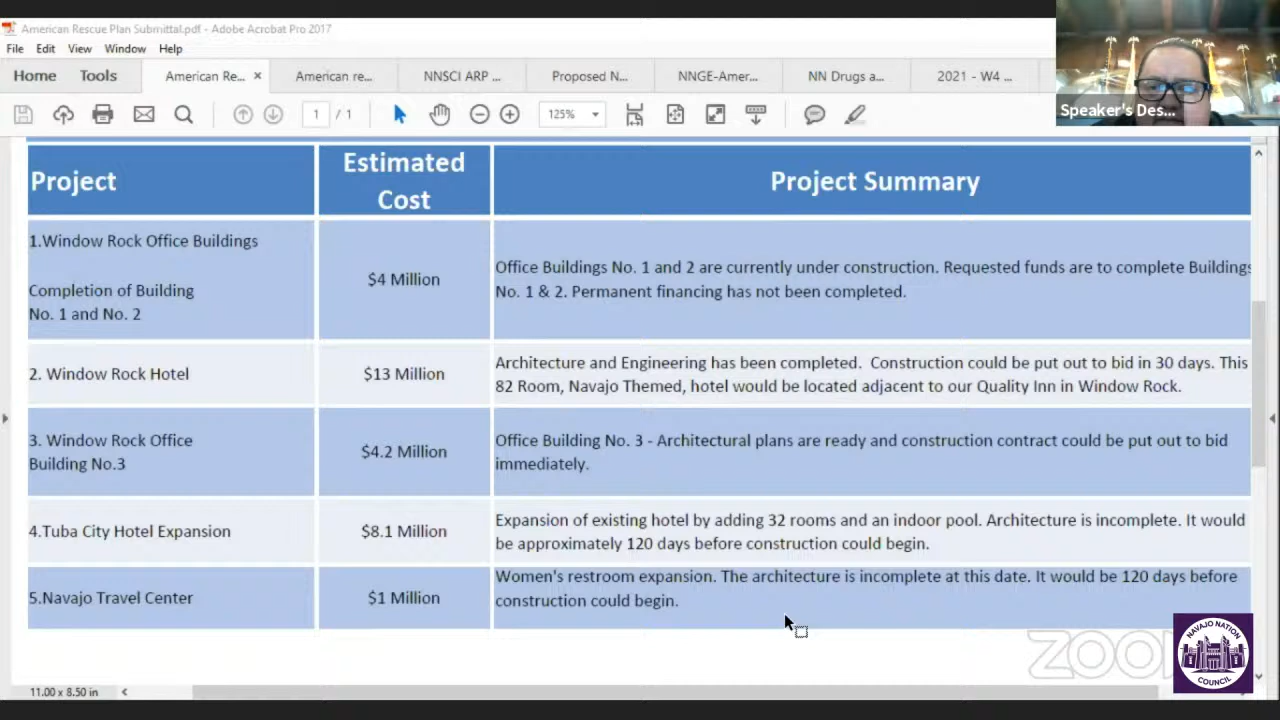 American Rescue Plan Submittal.pdf - Adobe Acrobat Pro 2017
File Edit View Window Help
Home Tools American Re... × American re... NNSCI ARP ... Proposed N... NNGE-Amer... NN Drugs a... 2021 - W4 ...
Speaker's Des...
1 / 1 125%
Project
Estimated
Cost
Project Summary
1.Window Rock Office Buildings
Completion of Building
No. 1 and No. 2
$4 Million
Office Buildings No. 1 and 2 are currently under construction. Requested funds are to complete Buildings
No. 1 & 2. Permanent financing has not been completed.
2. Window Rock Hotel
$13 Million
Architecture and Engineering has been completed. Construction could be put out to bid in 30 days. This
82 Room, Navajo Themed, hotel would be located adjacent to our Quality Inn in Window Rock.
3. Window Rock Office
Building No.3
$4.2 Million
Office Building No. 3 - Architectural plans are ready and construction contract could be put out to bid
immediately.
4.Tuba City Hotel Expansion
$8.1 Million
Expansion of existing hotel by adding 32 rooms and an indoor pool. Architecture is incomplete. It would
be approximately 120 days before construction could begin.
5.Navajo Travel Center
$1 Million
Women's restroom expansion. The architecture is incomplete at this date. It would be 120 days before
construction could begin.
ZOO
NAVAJO NATION
COUNCIL
11.00 x 8.50 in